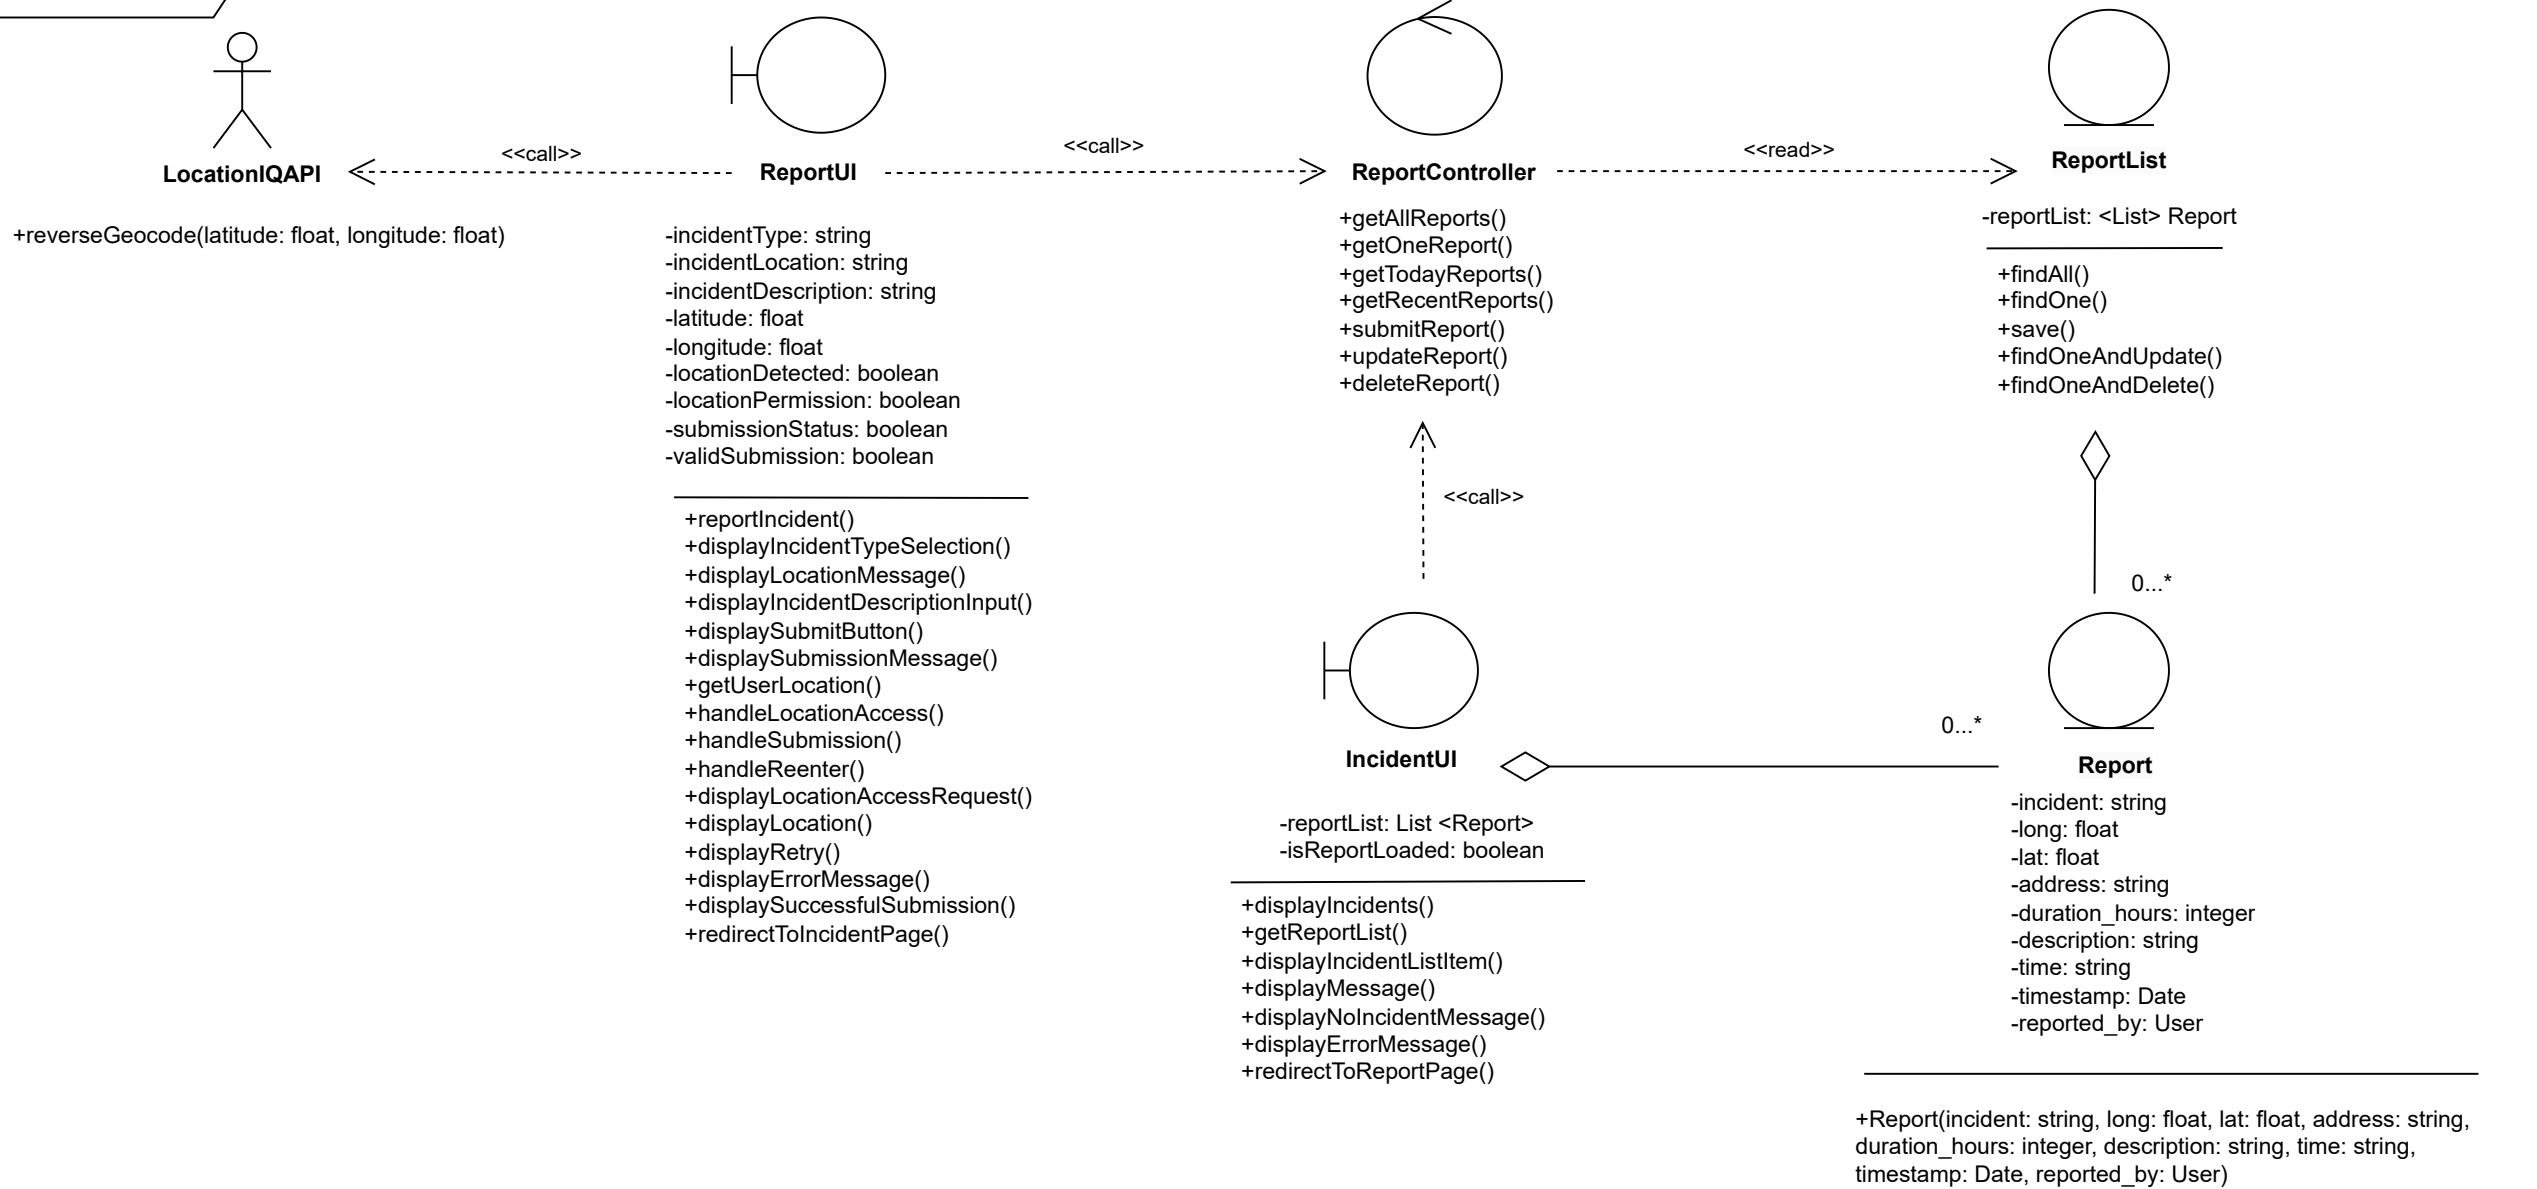 LocationIQAPI
+reverseGeocode(latitude: float, longitude: float)
<<call>>
ReportUI
-incidentType: string
-incidentLocation: string
-incidentDescription: string
-latitude: float
-longitude: float
-locationDetected: boolean
-locationPermission: boolean
-submissionStatus: boolean
-validSubmission: boolean
+reportIncident()
+displayIncidentTypeSelection()
+displayLocationMessage()
+displayIncidentDescriptionInput()
+displaySubmitButton()
+displaySubmissionMessage()
+getUserLocation()
+handleLocationAccess()
+handleSubmission()
+handleReenter()
+displayLocationAccessRequest()
+displayLocation()
+displayRetry()
+displayErrorMessage()
+displaySuccessfulSubmission()
+redirectToIncidentPage()
<<call>>
ReportController
+getAllReports()
+getOneReport()
+getTodayReports()
+getRecentReports()
+submitReport()
+updateReport()
+deleteReport()
<<call>>
IncidentUI
-reportList: List <Report>
-isReportLoaded: boolean
+displayIncidents()
+getReportList()
+displayIncidentListItem()
+displayMessage()
+displayNoIncidentMessage()
+displayErrorMessage()
+redirectToReportPage()
<<read>>
ReportList
-reportList: <List> Report
+findAll()
+findOne()
+save()
+findOneAndUpdate()
+findOneAndDelete()
0...*
0...*
Report
-incident: string
-long: float
-lat: float
-address: string
-duration_hours: integer
-description: string
-time: string
-timestamp: Date
-reported_by: User
+Report(incident: string, long: float, lat: float, address: string,
duration_hours: integer, description: string, time: string,
timestamp: Date, reported_by: User)